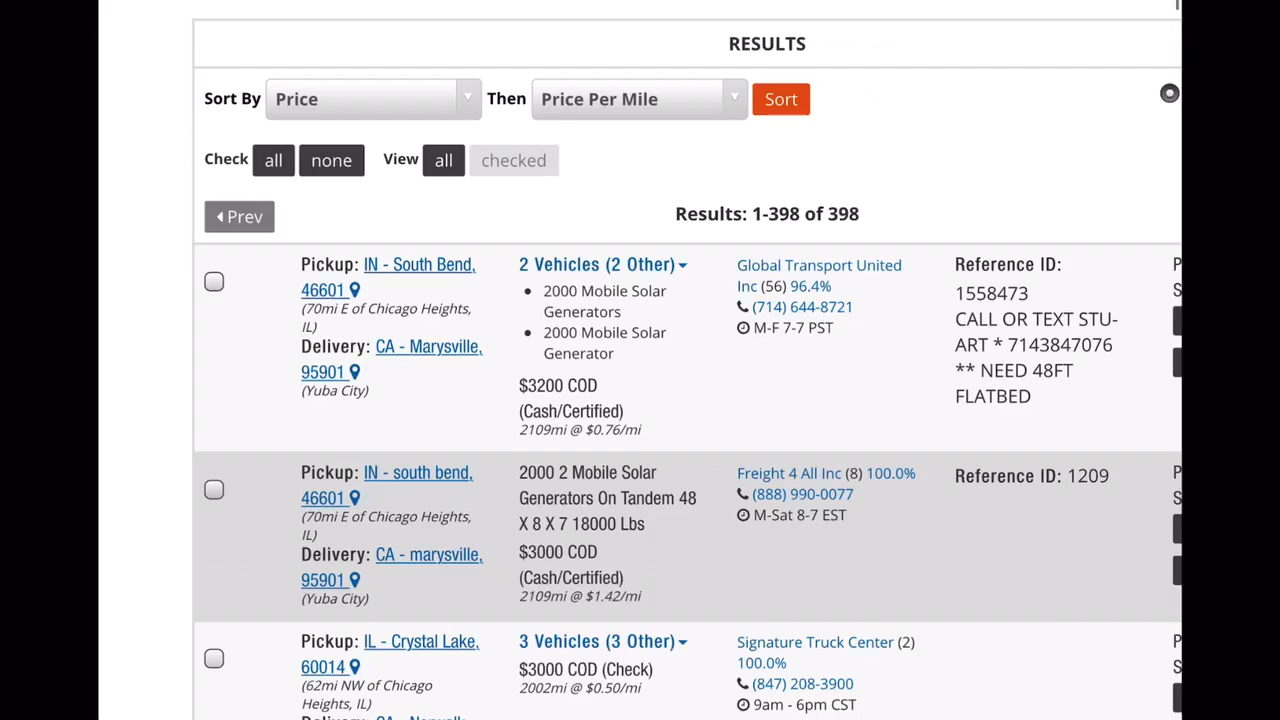 RESULTS
Sort By Price Then Price Per Mile Sort
Check all none View all checked
Prev Results: 1-398 of 398
Pickup: IN - South Bend,
46601
(70mi E of Chicago Heights,
IL)
Delivery: CA - Marysville,
95901
(Yuba City)
2 Vehicles (2 Other)
2000 Mobile Solar
Generators
2000 Mobile Solar
Generator
$3200 COD
(Cash/Certified)
2109mi @ $0.76/mi
Global Transport United
Inc (56) 96.4%
(714) 644-8721
M-F 7-7 PST
Reference ID:
1558473
CALL OR TEXT STU-
ART * 7143847076
** NEED 48FT
FLATBED
P
S
Pickup: IN - south bend,
46601
(70mi E of Chicago Heights,
IL)
Delivery: CA - marysville,
95901
(Yuba City)
2000 2 Mobile Solar
Generators On Tandem 48
X 8 X 7 18000 Lbs
$3000 COD
(Cash/Certified)
2109mi @ $1.42/mi
Freight 4 All Inc (8) 100.0%
(888) 990-0077
M-Sat 8-7 EST
Reference ID: 1209
P
S
Pickup: IL - Crystal Lake,
60014
(62mi NW of Chicago
Heights, IL)
3 Vehicles (3 Other)
$3000 COD (Check)
2002mi @ $0.50/mi
Signature Truck Center (2)
100.0%
(847) 208-3900
9am - 6pm CST
P
S